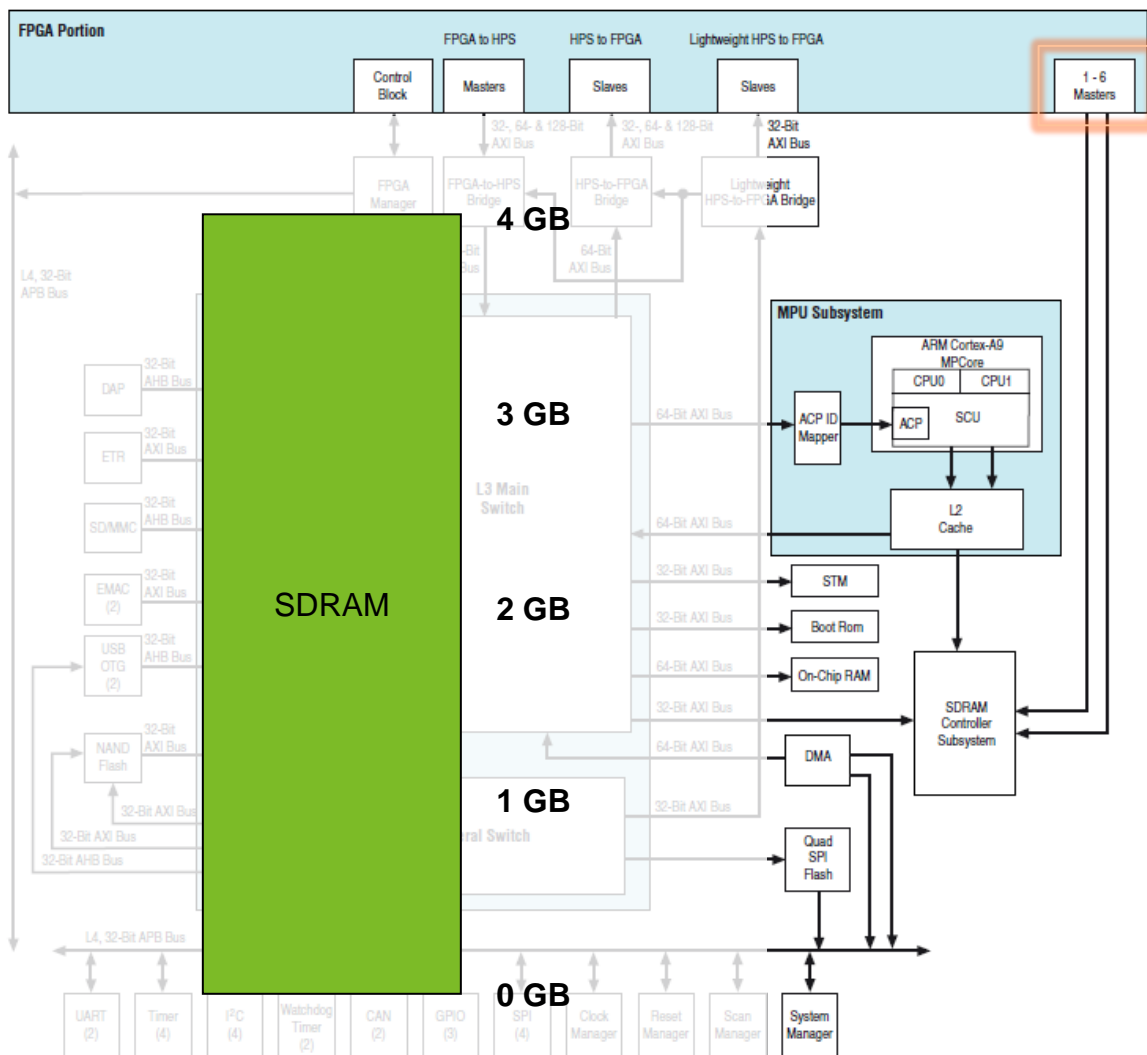 FPGA Portion
FPGA to HPS
HPS to FPGA
Lightweight HPS to FPGA
Control
Block
Masters
Slaves
Slaves
1 - 6
Masters
32-, 64- & 128-Bit
AXI Bus
32-, 64- & 128-Bit
AXI Bus
32-Bit
AXI Bus
FPGA
Manager
FPGA-to-HPS
Bridge
HPS-to-FPGA
Bridge
Lightweight
HPS-to-FPGA Bridge
4 GB
-Bit
Bus
64-Bit
AXI Bus
L4, 32-Bit
APB Bus
MPU Subsystem
ARM Cortex-A9
MPCore
CPU0
CPU1
ACP
SCU
ACP ID
Mapper
L2
Cache
32-Bit
AHB Bus
DAP
3 GB
64-Bit AXI Bus
32-Bit
AXI Bus
ETR
L3 Main
Switch
32-Bit
AHB Bus
SD/MMC
64-Bit AXI Bus
32-Bit
AXI Bus
EMAC
(2)
SDRAM
2 GB
32-Bit AXI Bus
STM
32-Bit AXI Bus
Boot Rom
32-Bit
AHB Bus
USB
OTG
(2)
64-Bit AXI Bus
On-Chip RAM
32-Bit AXI Bus
SDRAM
Controller
Subsystem
32-Bit
AXI Bus
NAND
Flash
64-Bit AXI Bus
DMA
1 GB
32-Bit AXI Bus
32-Bit AXI Bus
32-Bit AXI Bus
32-Bit AHB Bus
eral Switch
Quad
SPI
Flash
L4, 32-Bit APB Bus
0 GB
UART
(2)
Timer
(4)
I²C
(4)
Watchdog
Timer
(2)
CAN
(2)
GPIO
(3)
SPI
(4)
Clock
Manager
Reset
Manager
Scan
Manager
System
Manager